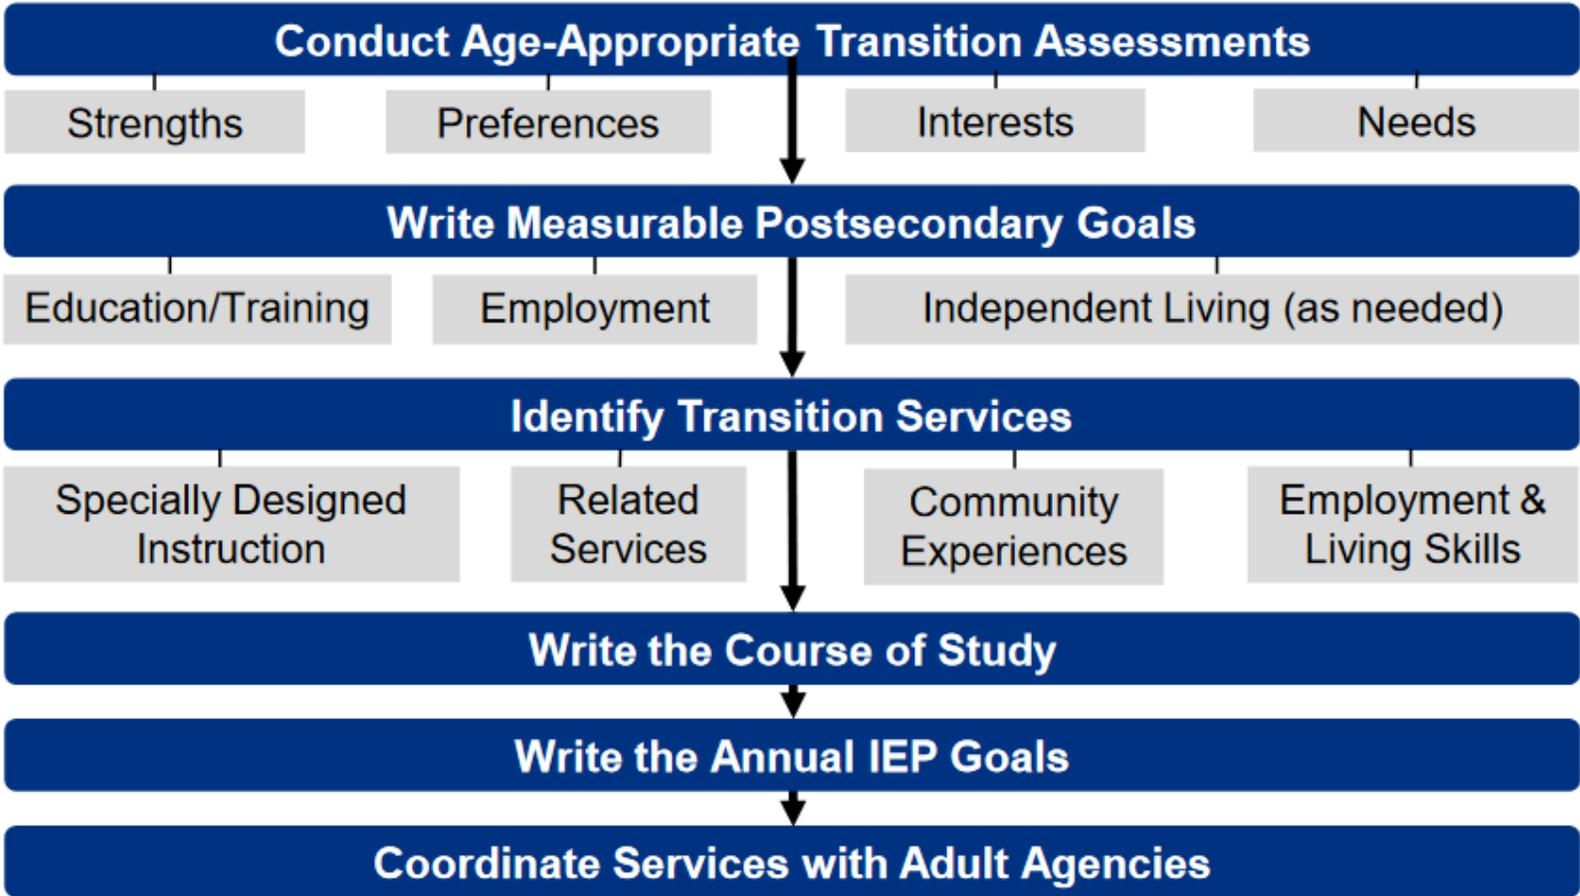 Conduct Age-Appropriate Transition Assessments
Strengths
Preferences
Interests
Needs
Write Measurable Postsecondary Goals
Education/Training
Employment
Independent Living (as needed)
Identify Transition Services
Specially Designed
Instruction
Related
Services
Community
Experiences
Employment &
Living Skills
Write the Course of Study
Write the Annual IEP Goals
Coordinate Services with Adult Agencies